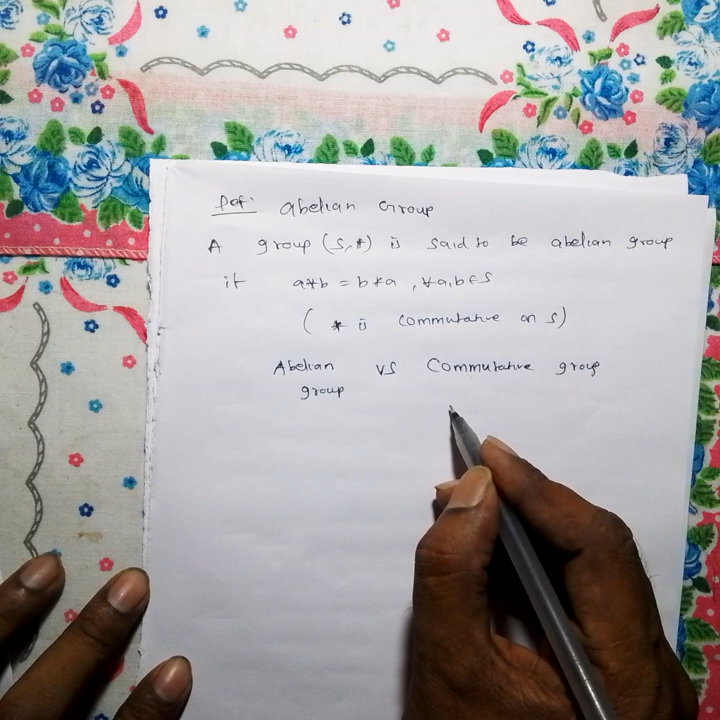 Def: Abelian Group
A group (S,*) is said to be abelian group
if a*b = b*a, ∀a,b∈S
( * is commutative on S)
Abelian group vs Commutative group